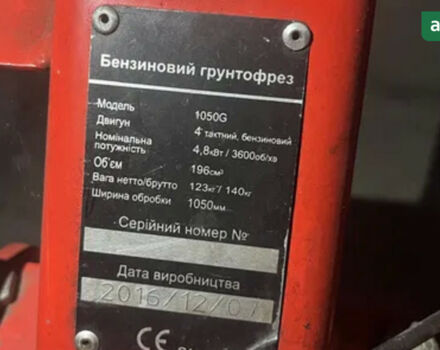 Бензиновий грунтофрез
Модель 1050G
Двигун 4 тактний, бензиновий
Номінальна
потужність 4,8кВт / 3600об/хв
Об'єм 196см³
Вага нетто/брутто 123кг / 140кг
Ширина обробки 1050мм
Серійний номер №
Дата виробництва
2016/12/07
CE